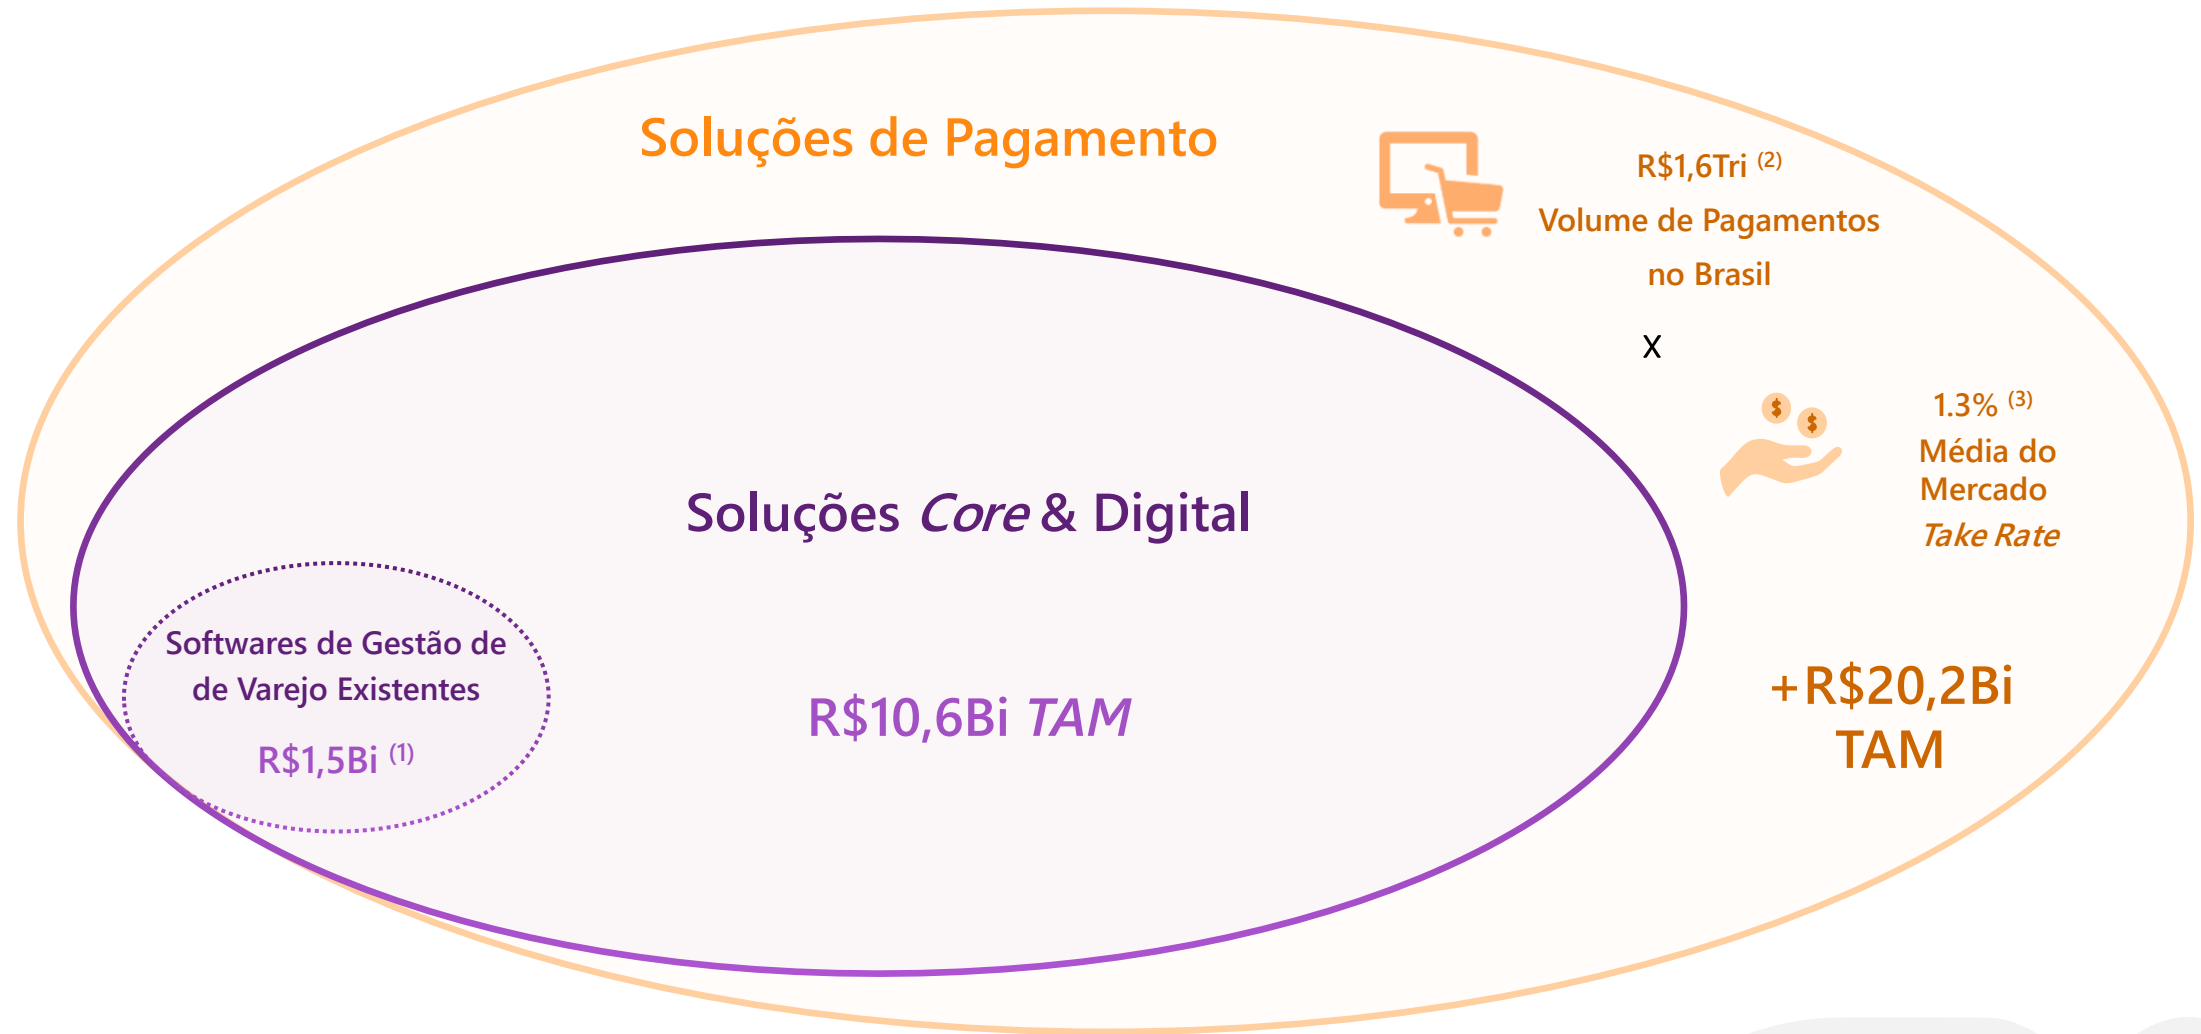 Soluções de Pagamento
R$1,6Tri (2)
Volume de Pagamentos
no Brasil
x
1.3% (3)
Média do
Mercado
Take Rate
Soluções Core & Digital
Softwares de Gestão de
de Varejo Existentes
R$1,5Bi (1)
R$10,6Bi TAM
+R$20,2Bi
TAM